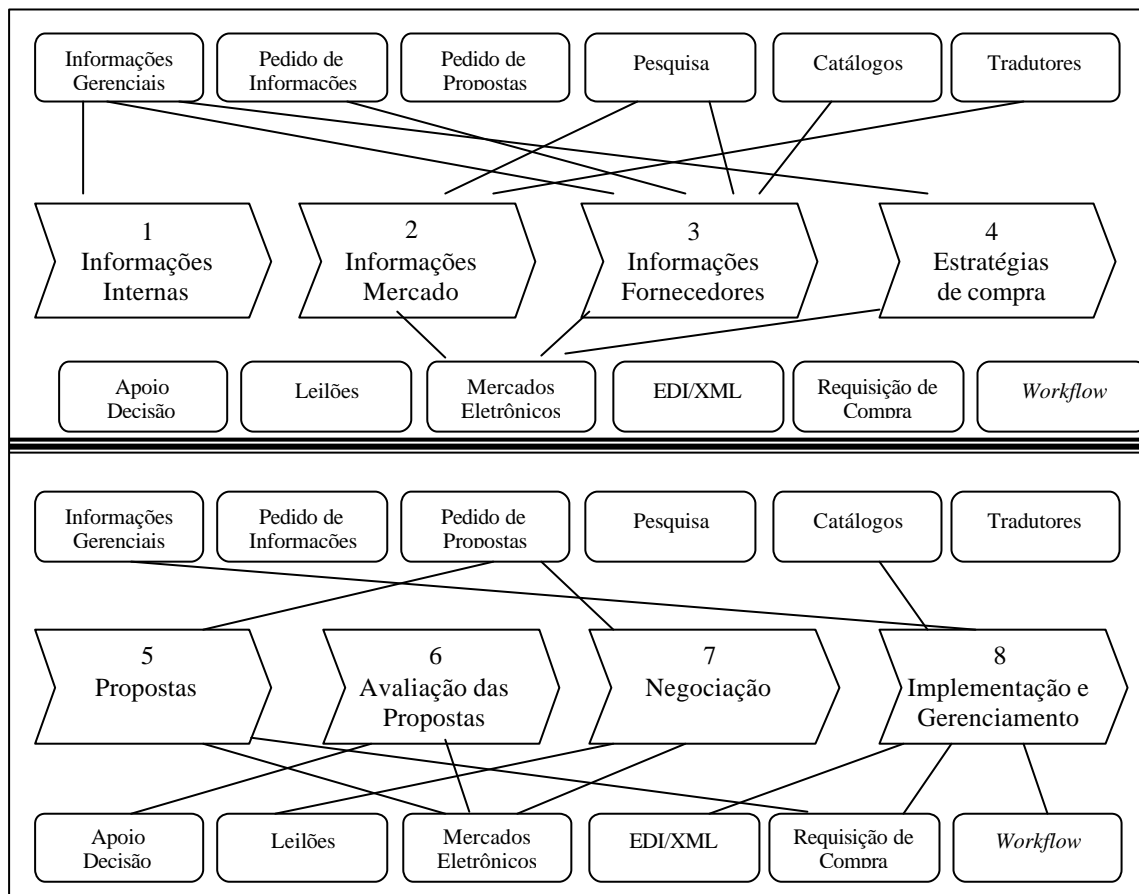 Informações
Gerenciais
Pedido de
Informações
Pedido de
Propostas
Pesquisa
Catálogos
Tradutores
1
Informações
Internas
2
Informações
Mercado
3
Informações
Fornecedores
4
Estratégias
de compra
Apoio
Decisão
Leilões
Mercados
Eletrônicos
EDI/XML
Requisição de
Compra
Workflow
Informações
Gerenciais
Pedido de
Informações
Pedido de
Propostas
Pesquisa
Catálogos
Tradutores
5
Propostas
6
Avaliação das
Propostas
7
Negociação
8
Implementação e
Gerenciamento
Apoio
Decisão
Leilões
Mercados
Eletrônicos
EDI/XML
Requisição de
Compra
Workflow